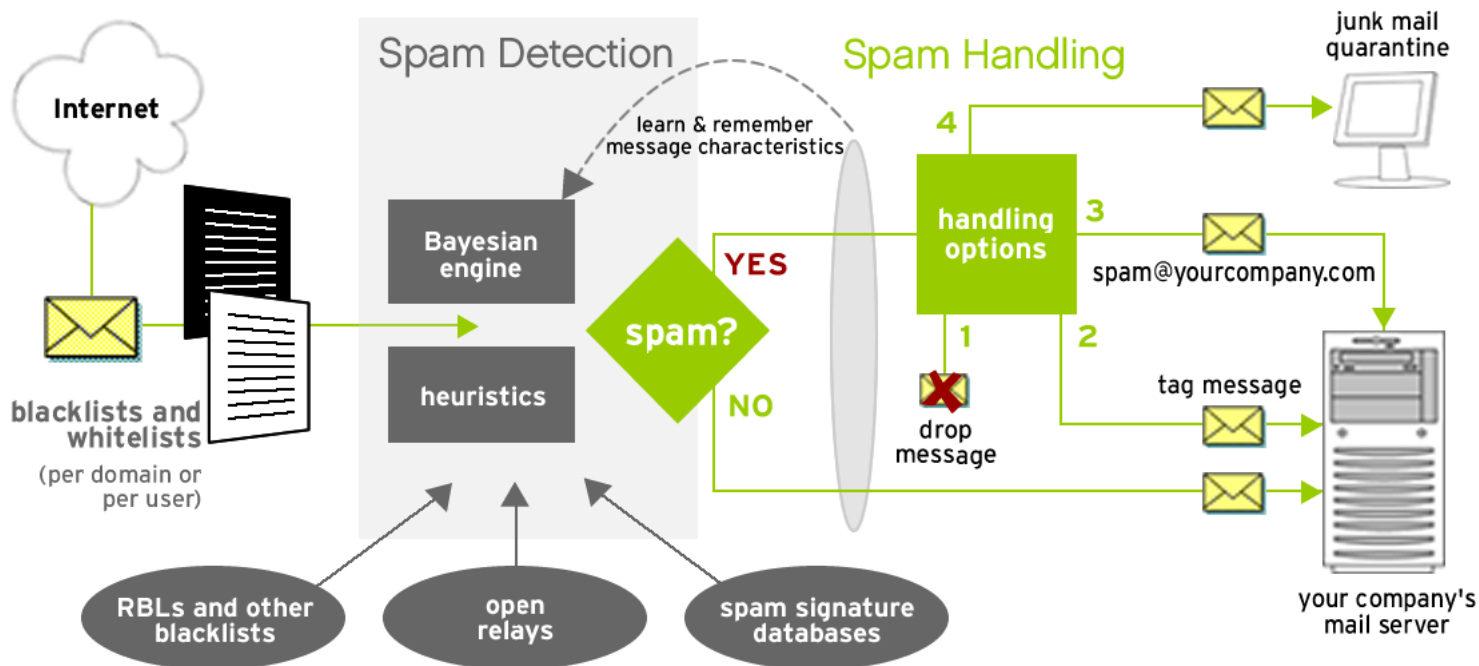 Spam Detection
Spam Handling
junk mail
quarantine
Internet
learn & remember
message characteristics
4
Bayesian
engine
handling
options
3
YES
spam@yourcompany.com
spam?
1
2
heuristics
NO
tag message
blacklists and
whitelists
(per domain or
per user)
drop
message
RBLs and other
blacklists
open
relays
spam signature
databases
your company's
mail server